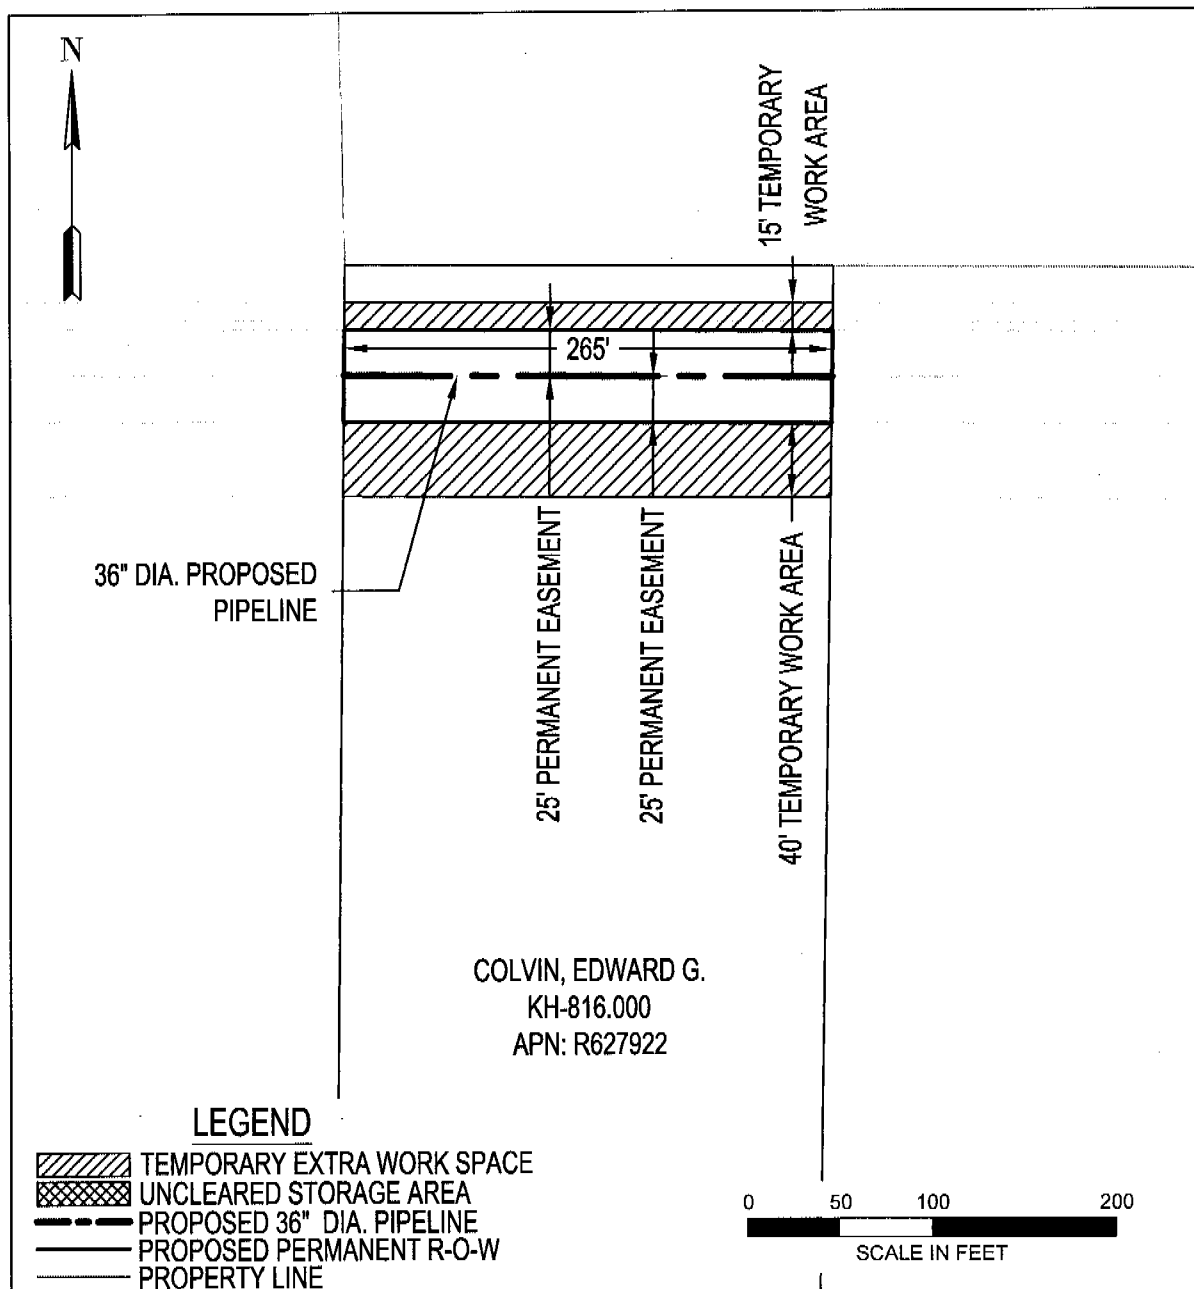 N
15' TEMPORARY
WORK AREA
265'
36" DIA. PROPOSED
PIPELINE
25' PERMANENT EASEMENT
25' PERMANENT EASEMENT
40' TEMPORARY WORK AREA
COLVIN, EDWARD G.
KH-816.000
APN: R627922
LEGEND
TEMPORARY EXTRA WORK SPACE
UNCLEARED STORAGE AREA
PROPOSED 36" DIA. PIPELINE
PROPOSED PERMANENT R-O-W
PROPERTY LINE
0 50 100 200
SCALE IN FEET